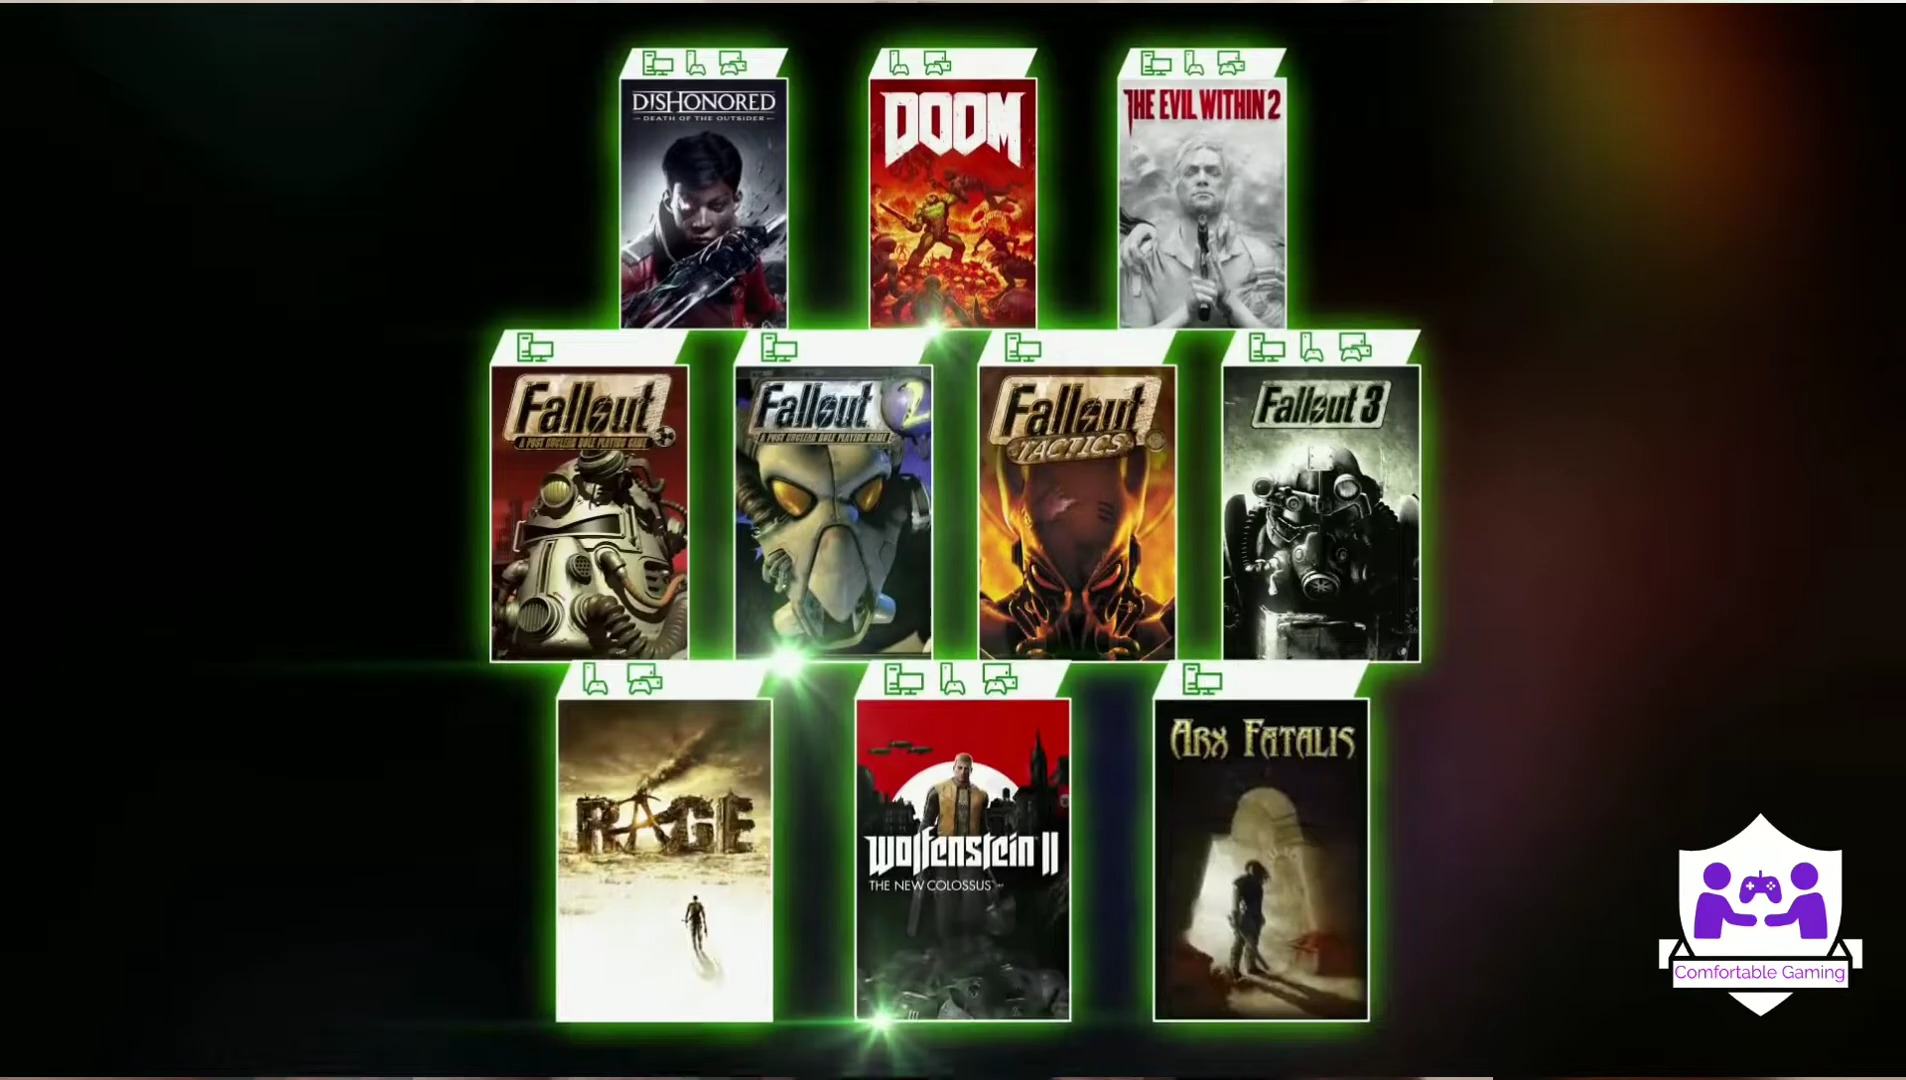 DISHONORED
DEATH OF THE OUTSIDER
DOOM
THE EVIL WITHIN 2
Fallout
A POST NUCLEAR ROLE PLAYING GAME
Fallout 2
A POST NUCLEAR ROLE PLAYING GAME
Fallout
TACTICS
Fallout 3
RAGE
Wolfenstein II
THE NEW COLOSSUS
ARX FATALIS
Comfortable Gaming